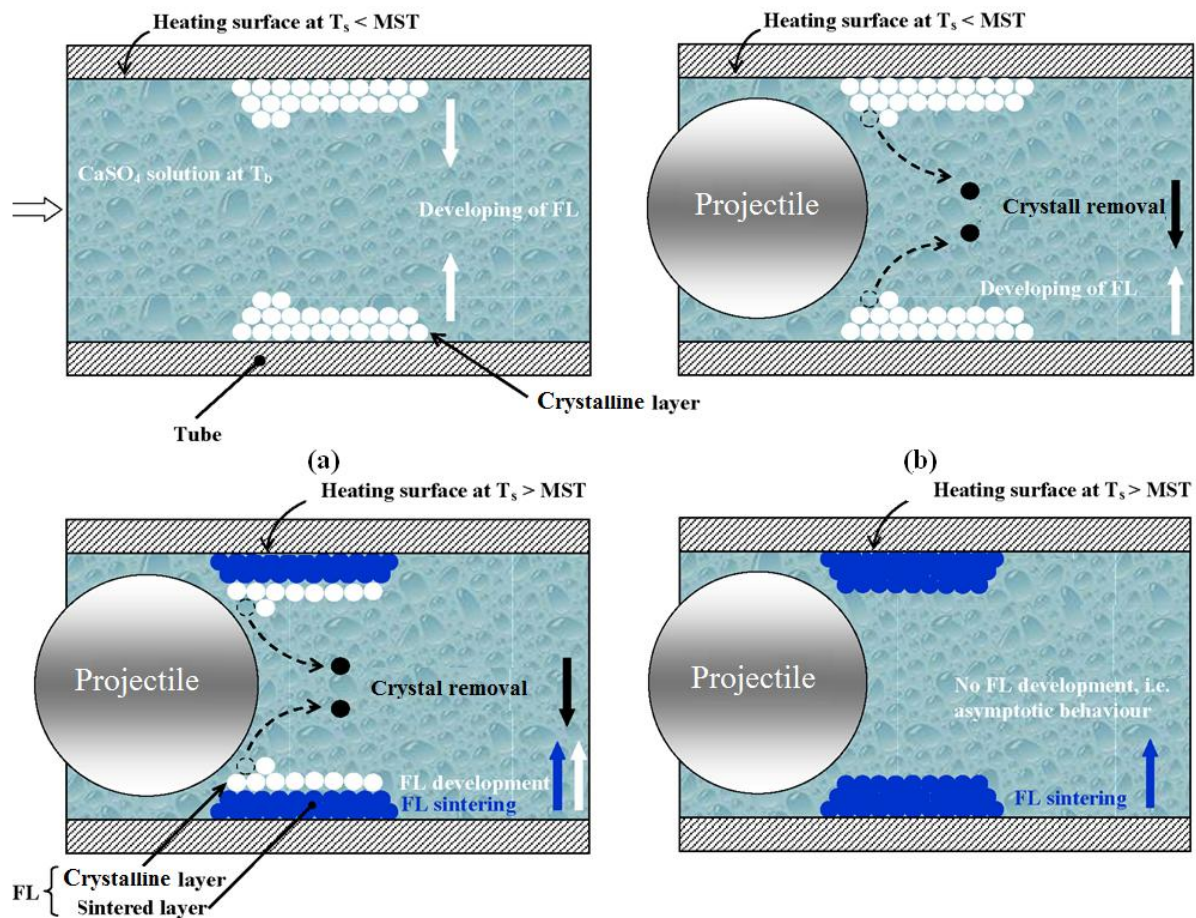 Heating surface at Ts < MST
CaSO4 solution at Tb
Developing of FL
Crystalline layer
Tube
(a)
Heating surface at Ts < MST
Projectile
Crystall removal
Developing of FL
(b)
Heating surface at Ts > MST
Projectile
Crystal removal
FL development
FL sintering
FL { Crystalline layer
Sintered layer
Heating surface at Ts > MST
Projectile
No FL development, i.e.
asymptotic behaviour
FL sintering